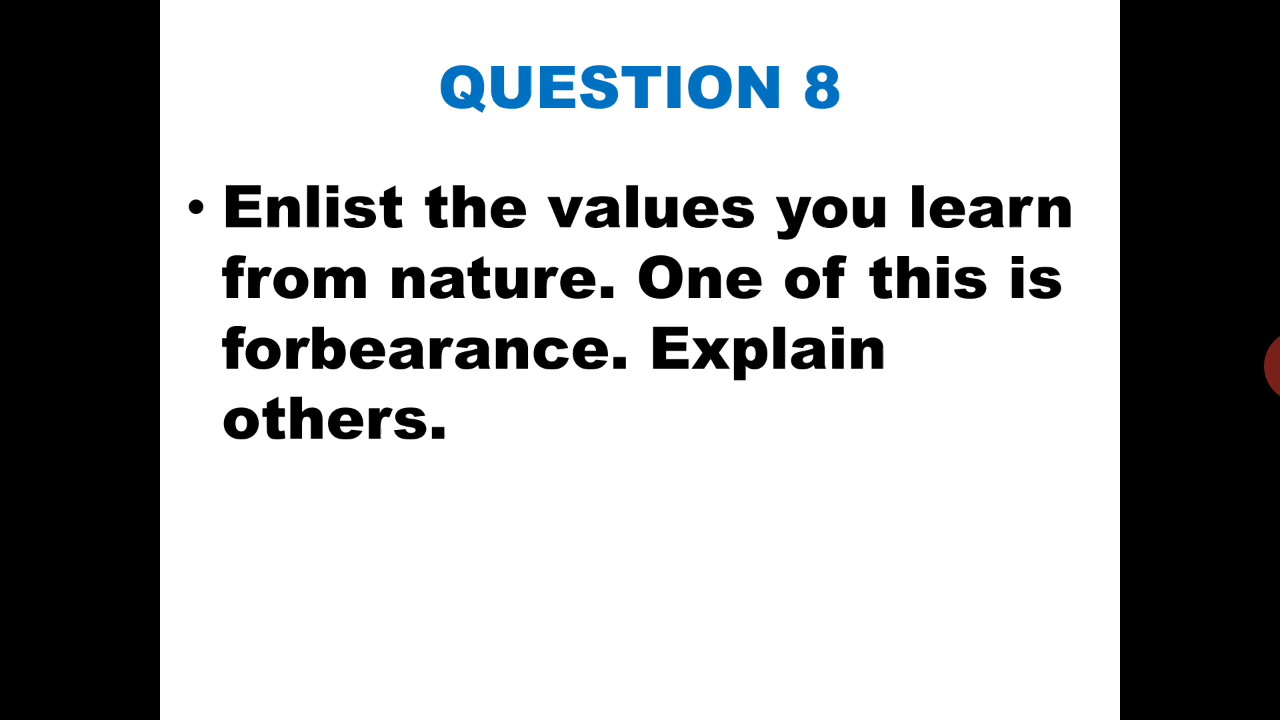 QUESTION 8
• Enlist the values you learn
from nature. One of this is
forbearance. Explain
others.